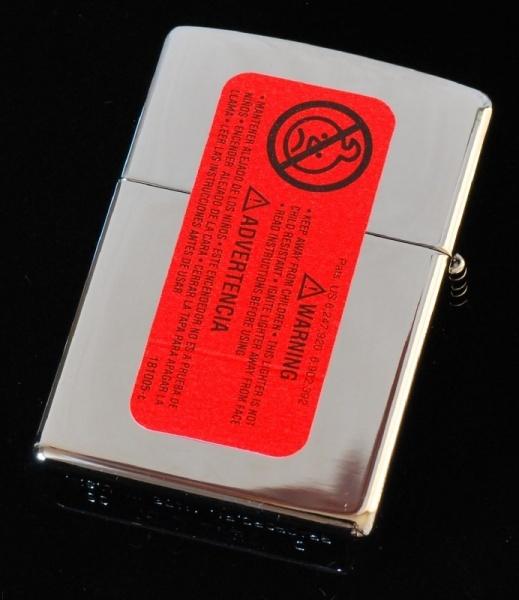 Pats. US 6,247,920 6,902,392
⚠ WARNING
• KEEP AWAY FROM CHILDREN • THIS LIGHTER IS NOT
CHILD RESISTANT • IGNITE LIGHTER AWAY FROM FACE
• READ INSTRUCTIONS BEFORE USING
⚠ ADVERTENCIA
• MANTENER ALEJADO DE LOS NIÑOS • ESTE ENCENDEDOR NO ES A PRUEBA DE
NIÑOS • ENCENDER ALEJADO DE LA CARA • CERRAR LA TAPA PARA APAGAR LA
LLAMA • LEER LAS INSTRUCCIONES ANTES DE USAR
181005-c